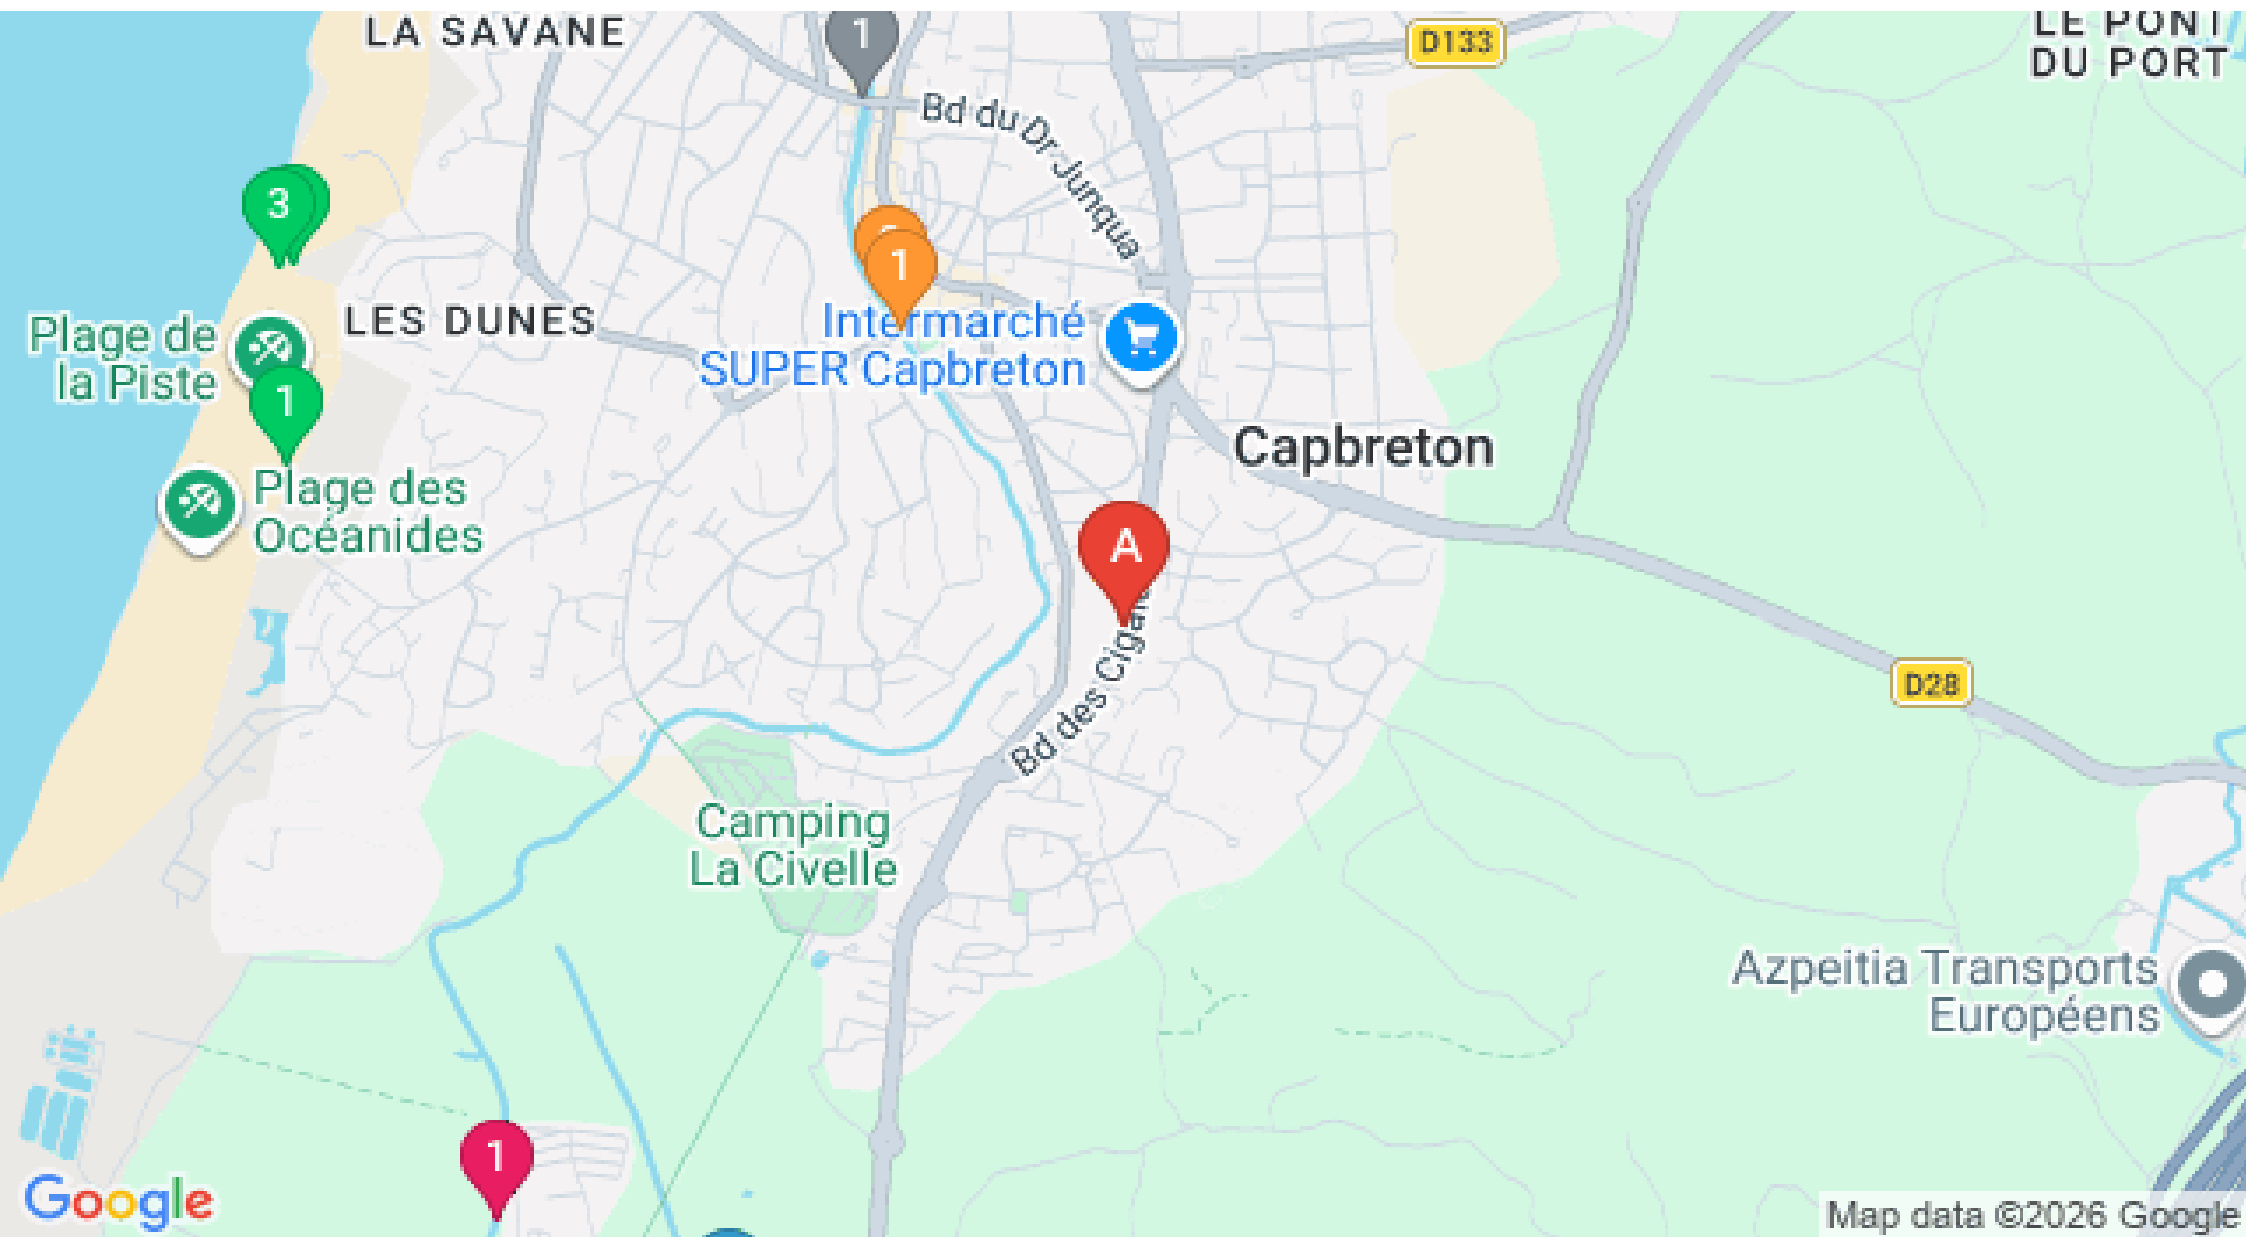 LA SAVANE
1
D133
LE PONT
DU PORT
Bd du Dr Junqua
3
1
LES DUNES
Plage de
la Piste
Intermarché
SUPER Capbreton
1
Capbreton
Plage des
Océanides
A
Bd des Cigal
D28
Camping
La Civelle
Azpeitia Transports
Européens
1
Google
Map data ©2026 Google